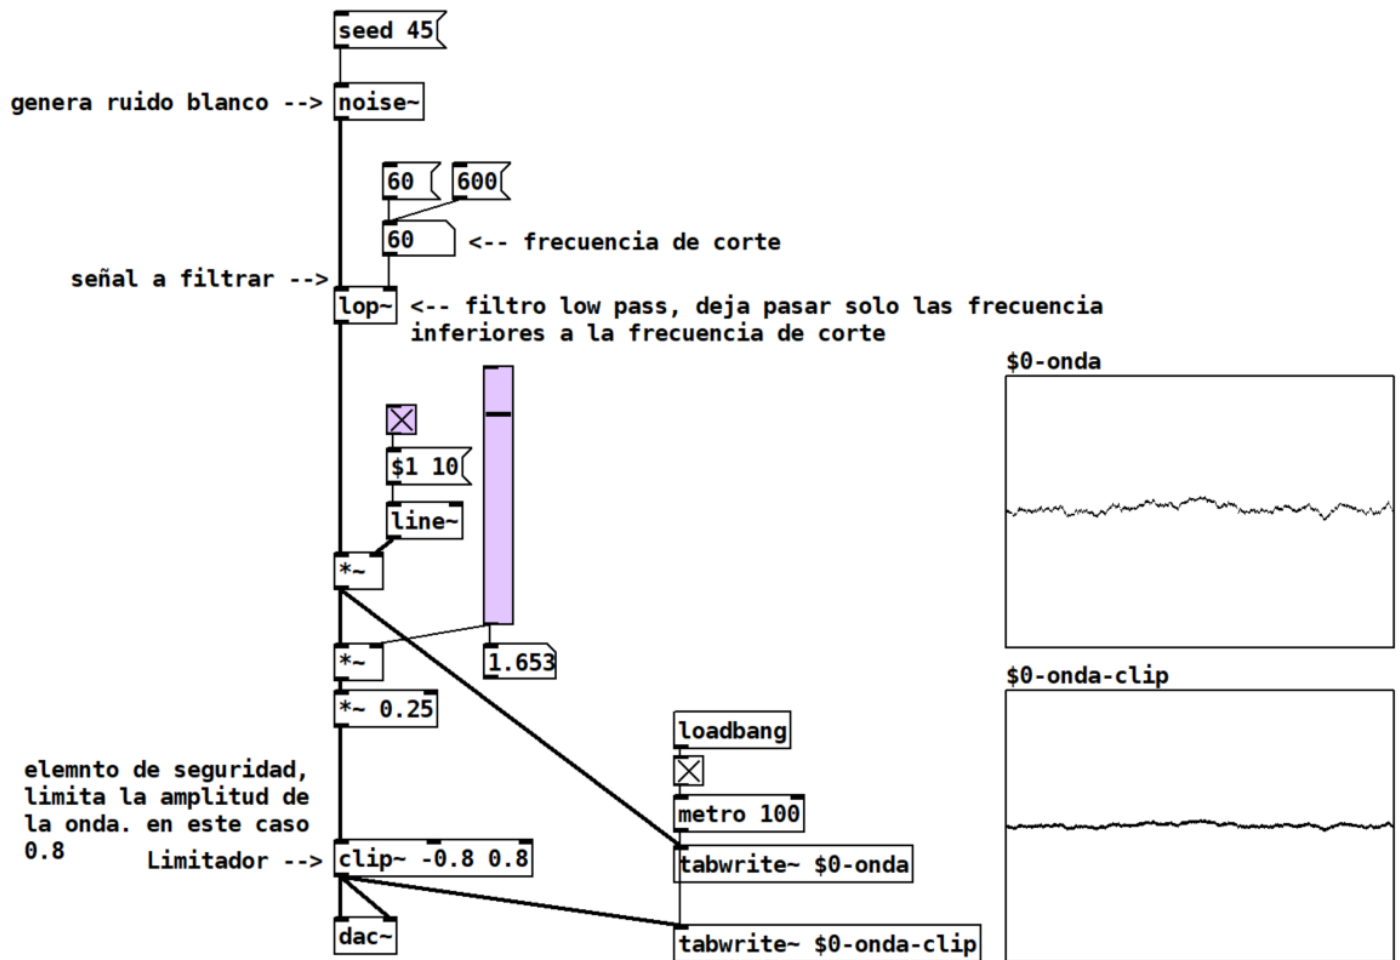 seed 45
genera ruido blanco -->
noise~
60
600
60
<-- frecuencia de corte
señal a filtrar -->
lop~
<-- filtro low pass, deja pasar solo las frecuencia
inferiores a la frecuencia de corte
$0-onda
$1 10
line~
*~
*~
1.653
$0-onda-clip
*~ 0.25
loadbang
elemnto de seguridad,
limita la amplitud de
la onda. en este caso
0.8
metro 100
Limitador -->
clip~ -0.8 0.8
tabwrite~ $0-onda
dac~
tabwrite~ $0-onda-clip